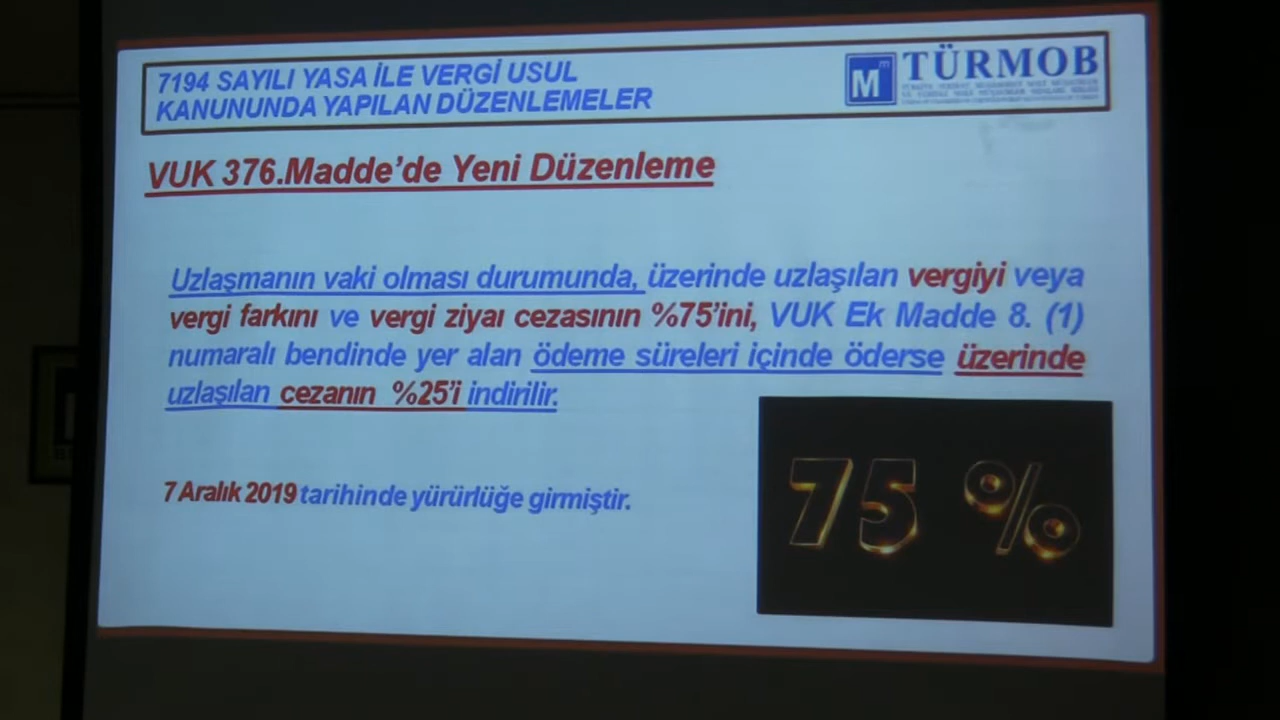 7194 SAYILI YASA İLE VERGİ USUL
KANUNUNDA YAPILAN DÜZENLEMELER
M
m
TÜRMOB
VUK 376.Madde'de Yeni Düzenleme
Uzlaşmanın vaki olması durumunda, üzerinde uzlaşılan vergiyi veya
vergi farkını ve vergi ziyaı cezasının %75'ini, VUK Ek Madde 8. (1)
numaralı bendinde yer alan ödeme süreleri içinde öderse üzerinde
uzlaşılan cezanın %25'i indirilir.
7 Aralık 2019 tarihinde yürürlüğe girmiştir.
75 %